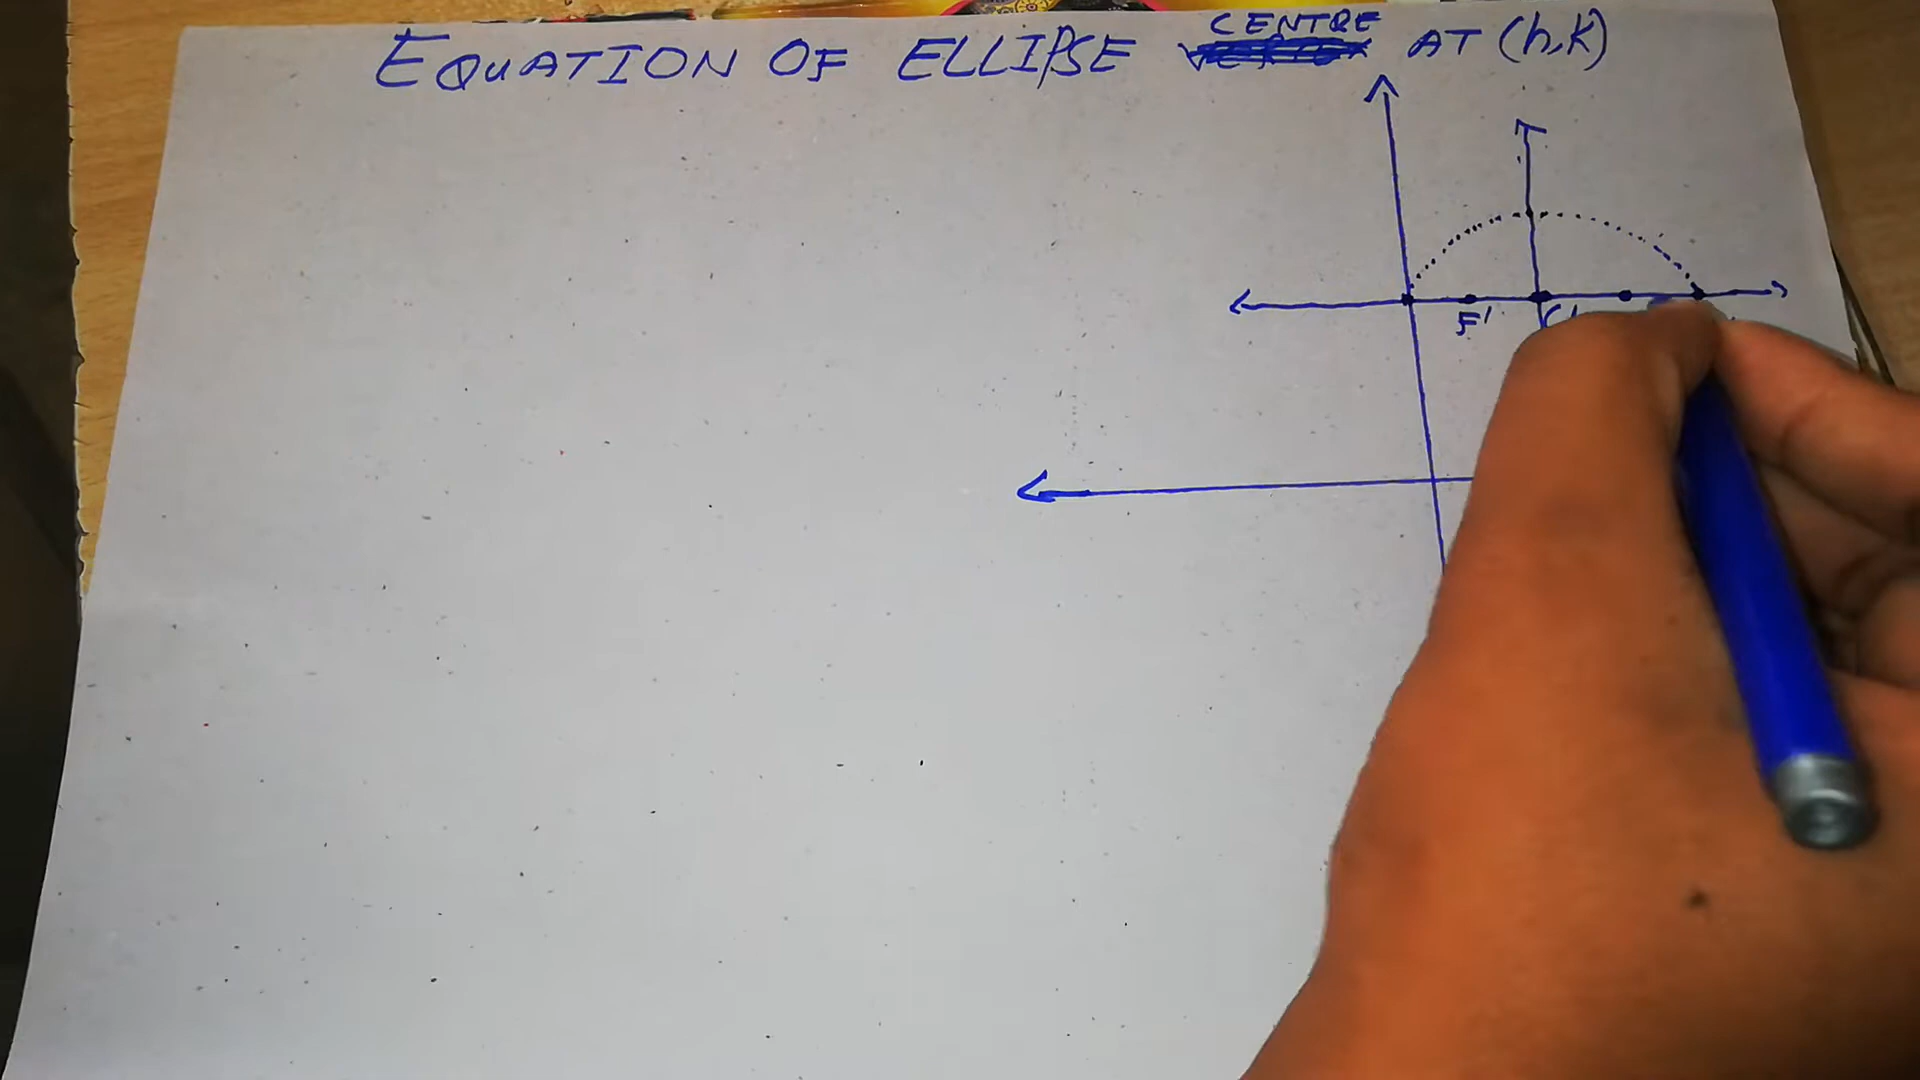 EQUATION OF ELLIPSE CENTRE AT (h,k)
F'